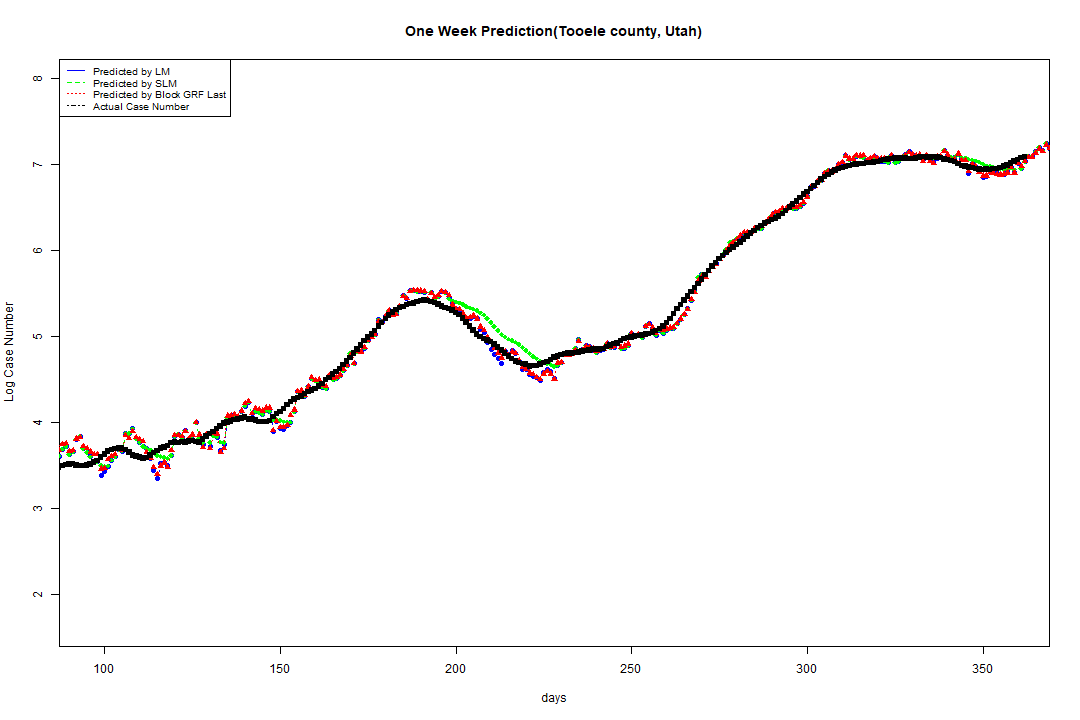 One Week Prediction(Tooele county, Utah)
Predicted by LM
Predicted by SLM
Predicted by Block GRF Last
Actual Case Number
8
7
6
5
4
3
2
Log Case Number
100 150 200 250 300 350
days